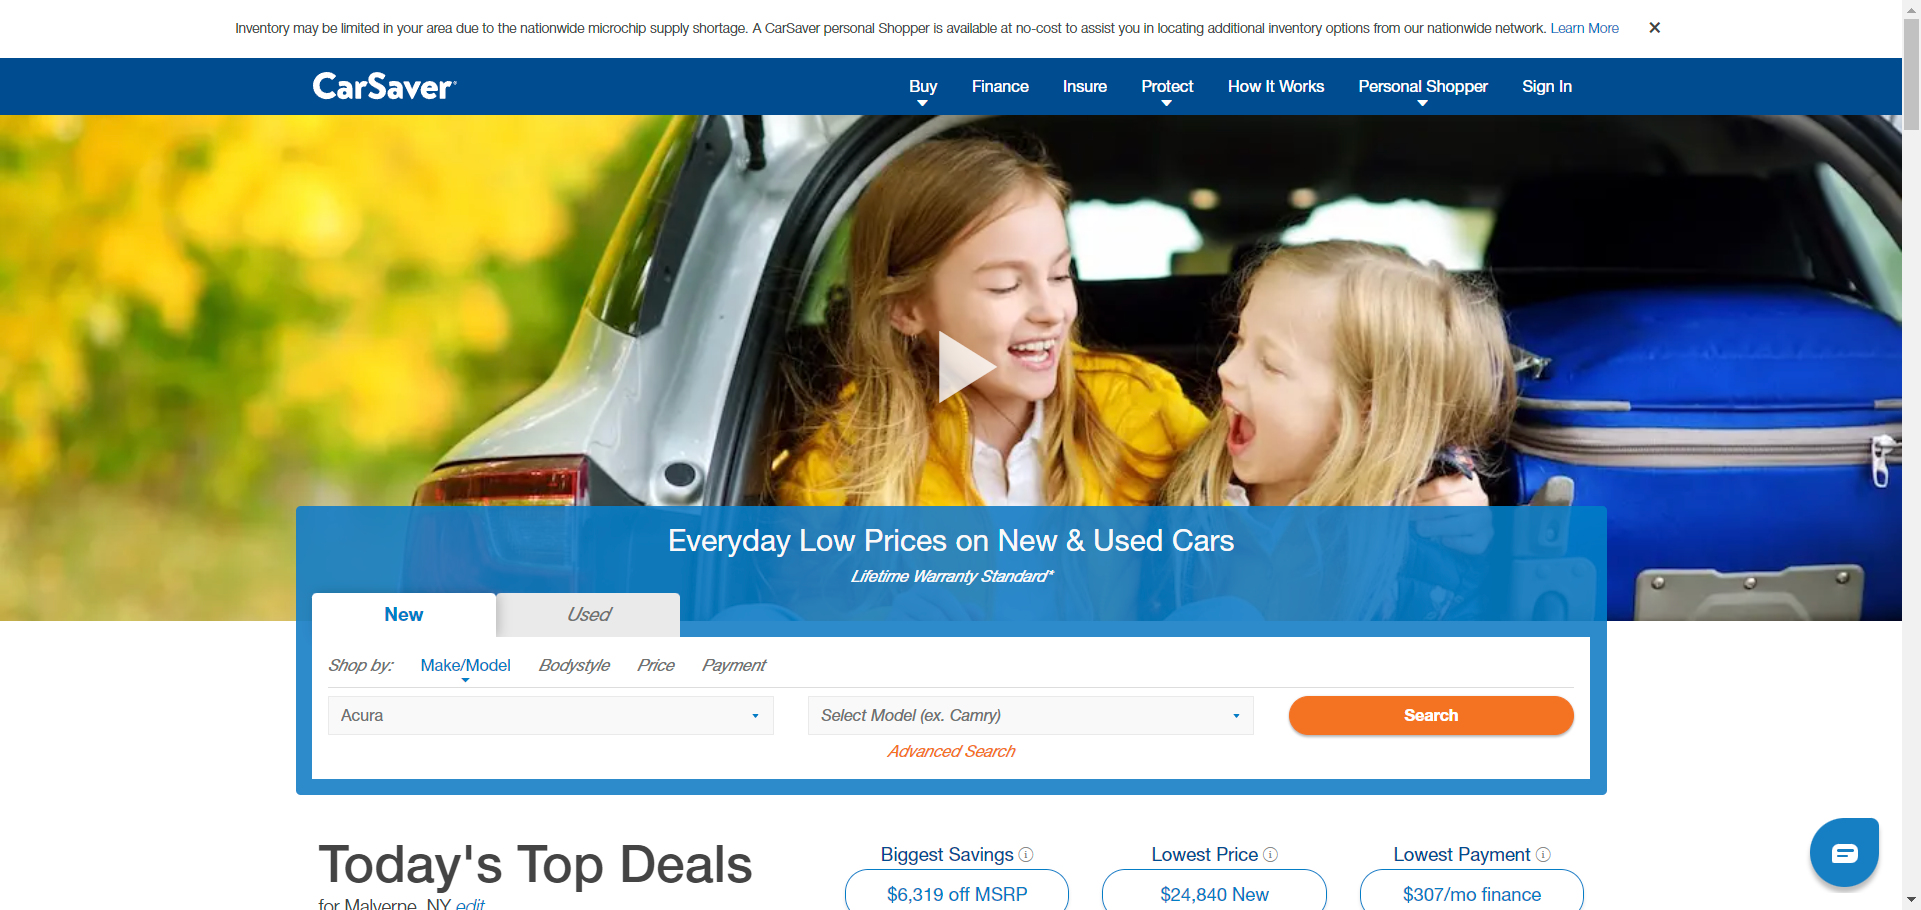 Inventory may be limited in your area due to the nationwide microchip supply shortage. A CarSaver personal Shopper is available at no-cost to assist you in locating additional inventory options from our nationwide network. Learn More
CarSaver
Buy Finance Insure Protect How It Works Personal Shopper Sign In
Everyday Low Prices on New & Used Cars
Lifetime Warranty Standard*
New Used
Shop by: Make/Model Bodystyle Price Payment
Acura Select Model (ex. Camry) Search
Advanced Search
Today's Top Deals
for Malverne, NY edit
Biggest Savings Lowest Price Lowest Payment
$6,319 off MSRP $24,840 New $307/mo finance